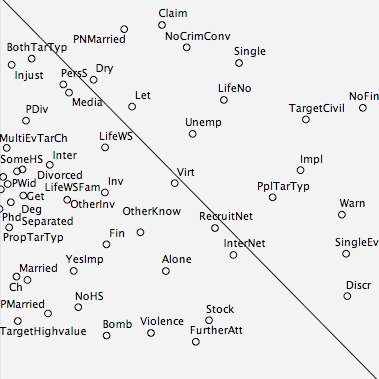 Claim
PNMarried
NoCrimConv
BothTarTyp
Single
Injust
PersS
Dry
Media
LifeNo
Let
NoFin
PDiv
TargetCivil
Unemp
MultiEvTarCh
LifeWS
SomeHS
Inter
Divorced
Impl
Virt
PWid
LifeWSFam
Inv
PplTarTyp
Get
OtherInv
Deg
OtherKnow
Warn
Phd
Separated
RecruitNet
PropTarTyp
Fin
InterNet
SingleEv
YesImp
Alone
Married
Ch
Discr
NoHS
PMarried
Stock
TargetHighvalue
Bomb
Violence
FurtherAtt